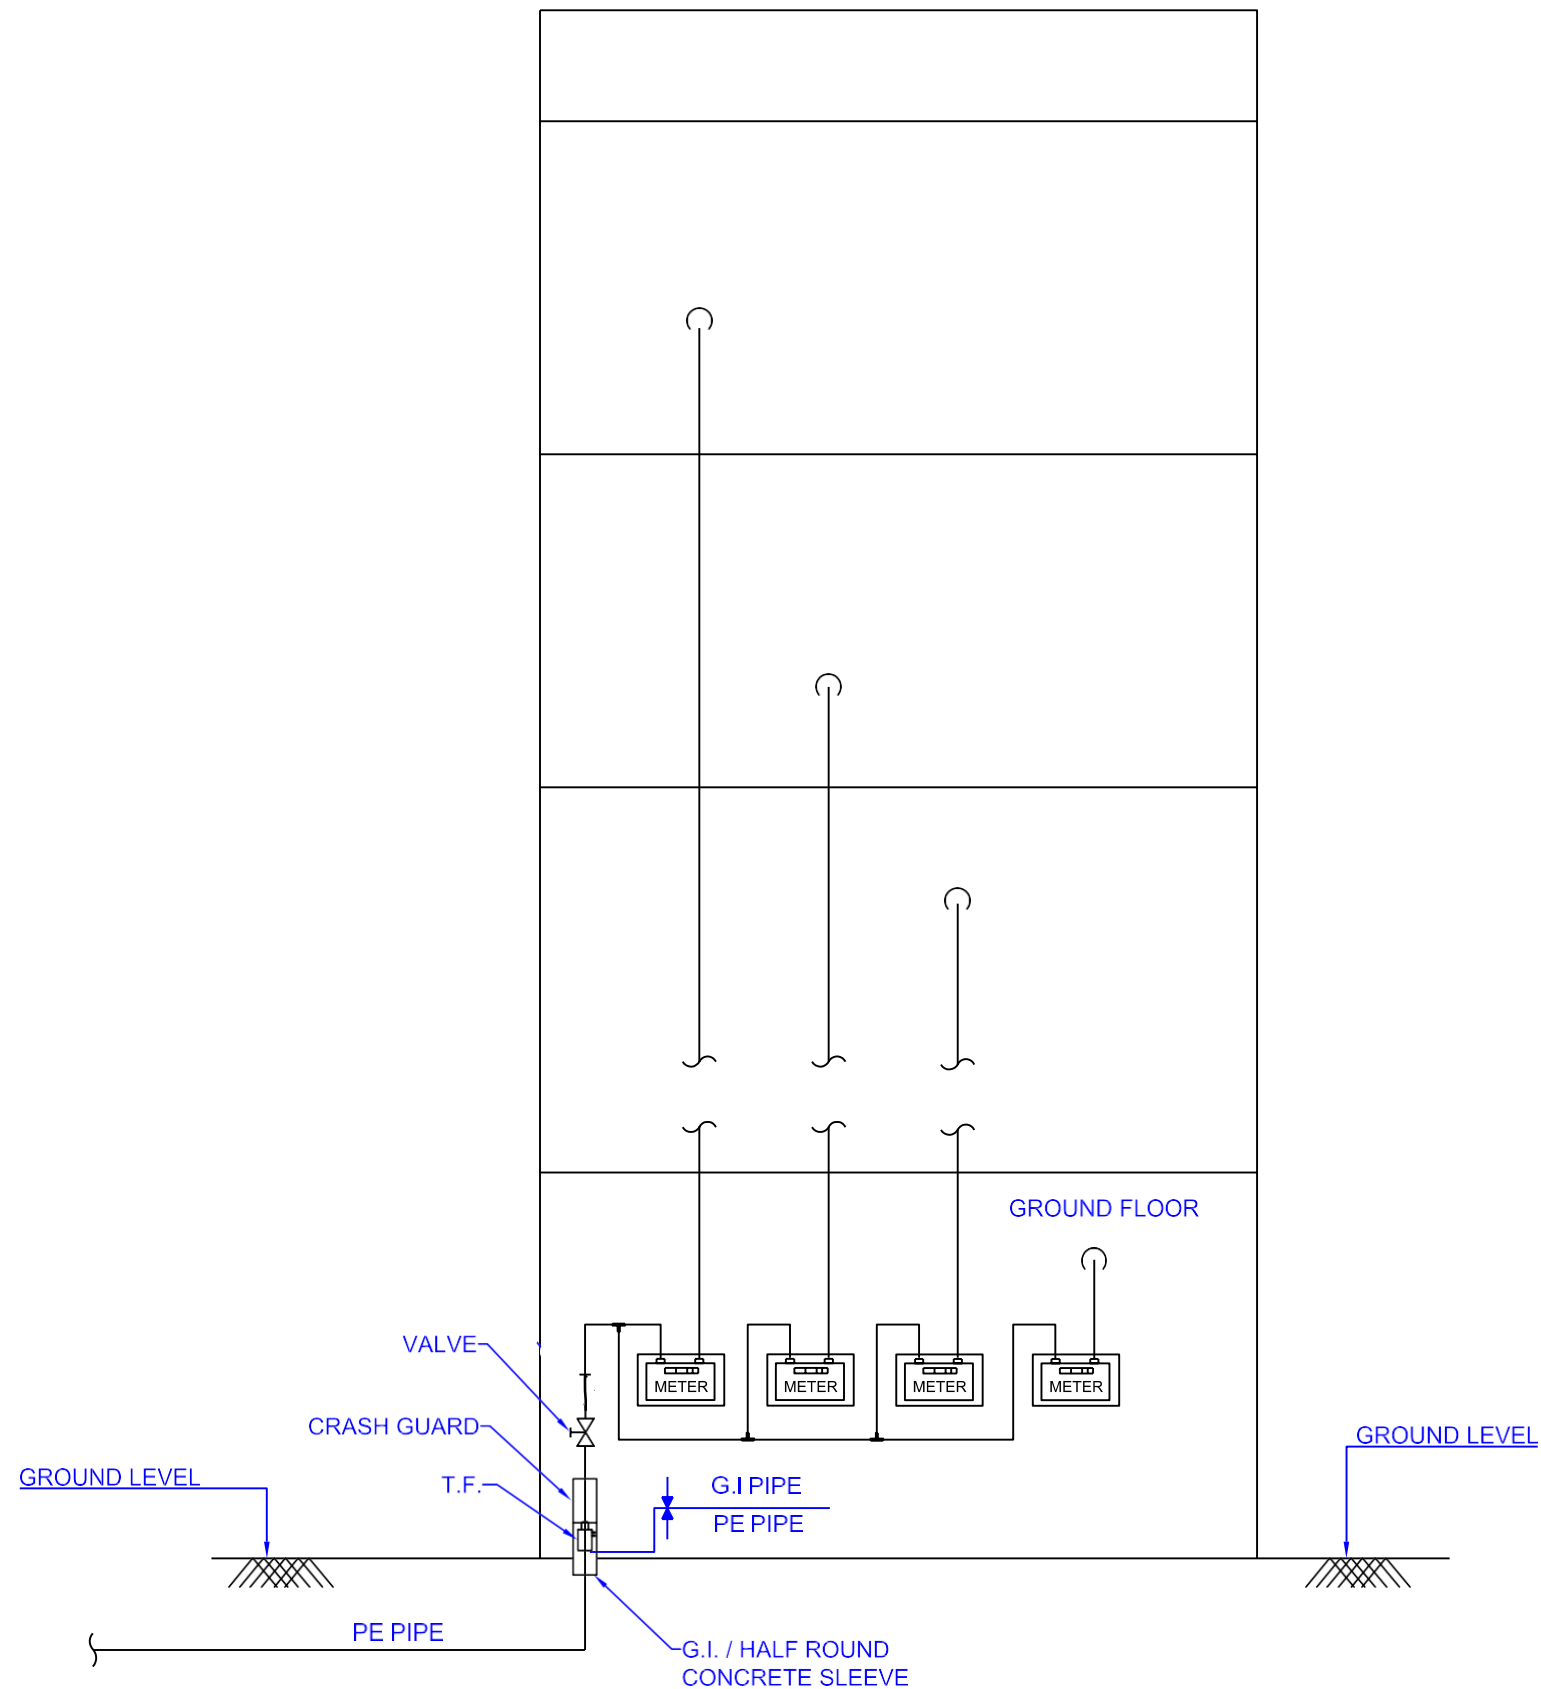 GROUND FLOOR
VALVE
METER
METER
METER
METER
CRASH GUARD
GROUND LEVEL
GROUND LEVEL
T.F.
G.I PIPE
PE PIPE
PE PIPE
G.I. / HALF ROUND
CONCRETE SLEEVE